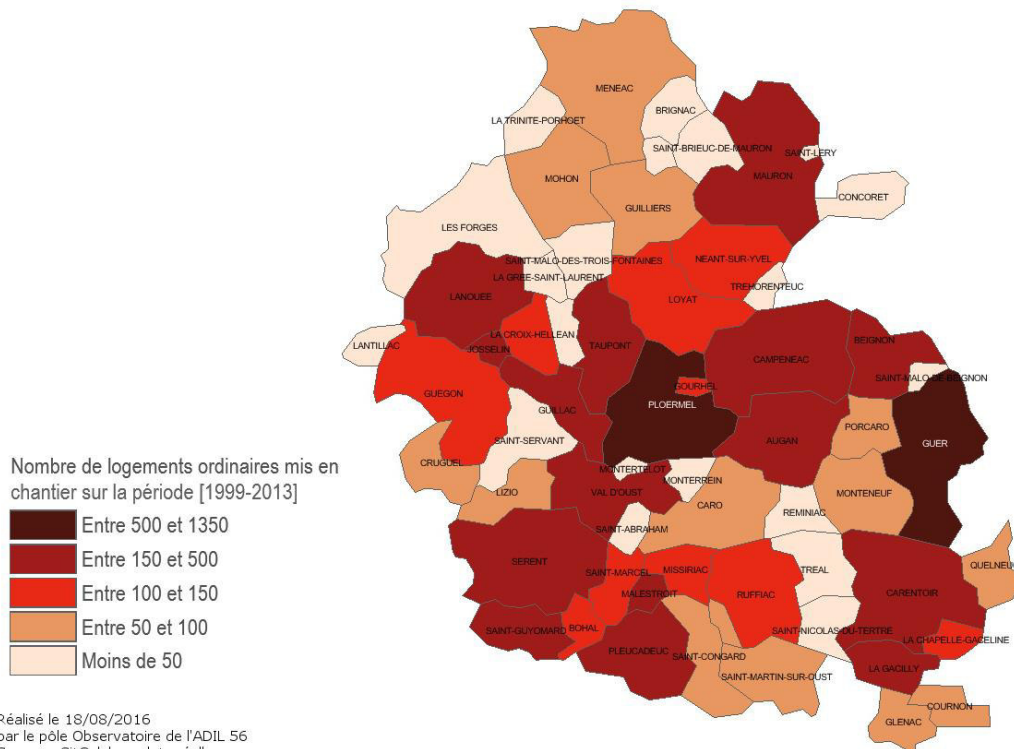 MENEAC
BRIGNAC
LA TRINITE-PORHOET
SAINT-BRIEUC-DE-MAURON
SAINT-LERY
MAURON
MOHON
CONCORET
GUILLIERS
LES FORGES
SAINT-MALO-DES-TROIS-FONTAINES
NEANT-SUR-YVEL
LA GREE-SAINT-LAURENT
TREHORENTEUC
LANOUEE
LOYAT
LA CROIX-HELLEAN
BEIGNON
LANTILLAC
JOSSELIN
TAUPONT
CAMPENEAC
SAINT-MALO-DE-BEIGNON
GOURHEL
GUEGON
PLOERMEL
GUILLAC
PORCARO
SAINT-SERVANT
AUGAN
GUER
CRUGUEL
MONTERTELOT
MONTERREIN
LIZIO
VAL D'OUST
MONTENEUF
CARO
REMINIAC
SAINT-ABRAHAM
SERENT
SAINT-MARCEL
MISSIRIAC
TREAL
QUELNEUC
MALESTROIT
RUFFIAC
CARENTOIR
SAINT-GUYOMARD
BOHAL
SAINT-NICOLAS-DU-TERTRE
LA CHAPELLE-GACELINE
PLEUCADEUC
SAINT-CONGARD
LA GACILLY
SAINT-MARTIN-SUR-OUST
COURNON
GLENAC
Nombre de logements ordinaires mis en
chantier sur la période [1999-2013]
Entre 500 et 1350
Entre 150 et 500
Entre 100 et 150
Entre 50 et 100
Moins de 50
Réalisé le 18/08/2016
par le pôle Observatoire de l'ADIL 56